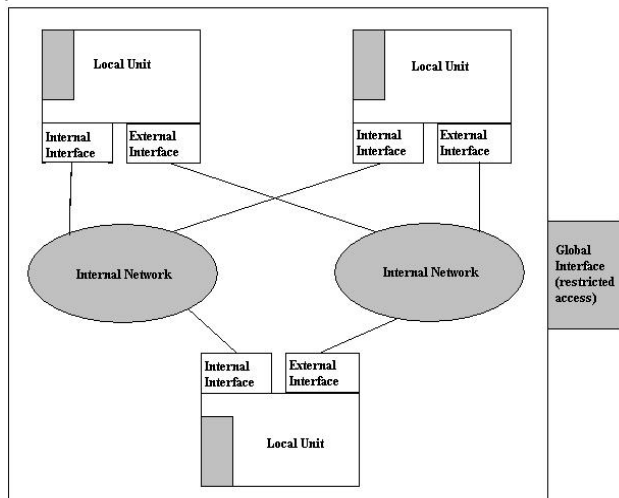 Local Unit
Local Unit
Internal
Interface
External
Interface
Internal
Interface
External
Interface
Internal Network
Internal Network
Global
Interface
(restricted
access)
Internal
Interface
External
Interface
Local Unit